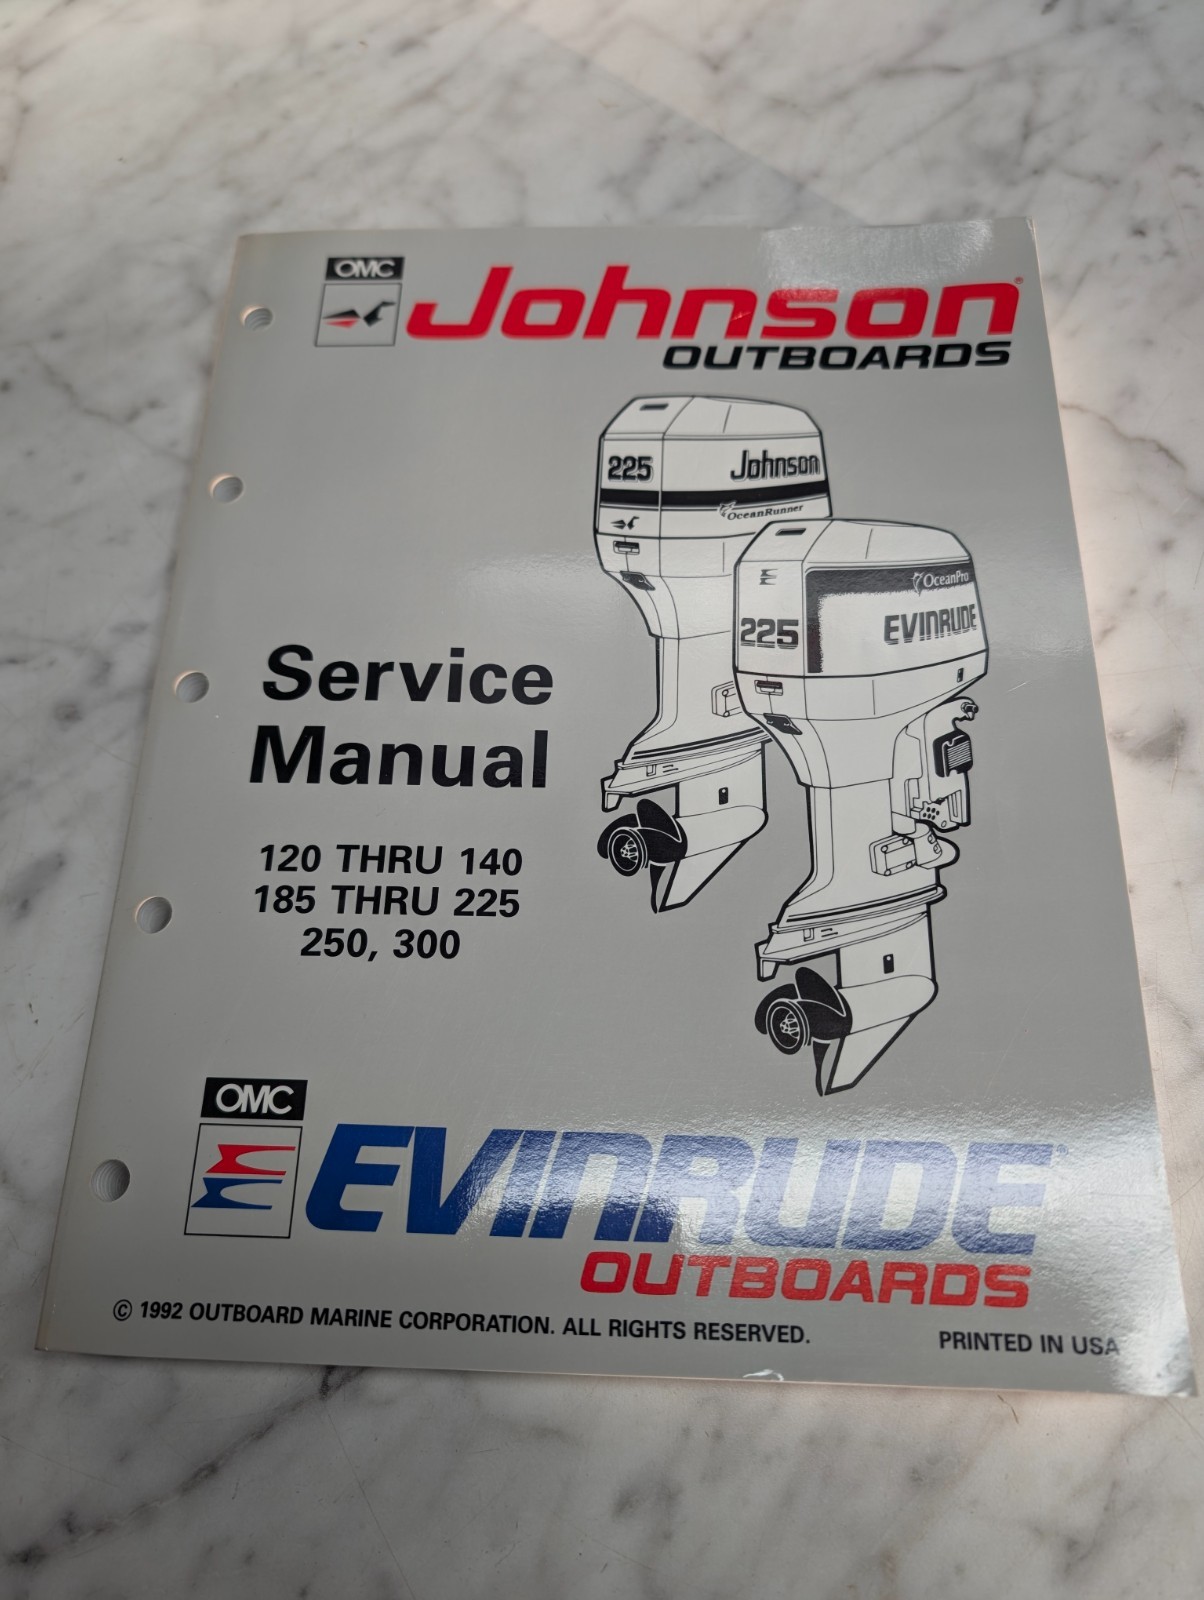 OMC
Johnson®
OUTBOARDS
225 Johnson
OceanRunner
OceanPro
225 EVINRUDE
Service
Manual
120 THRU 140
185 THRU 225
250, 300
OMC
EVINRUDE®
OUTBOARDS
© 1992 OUTBOARD MARINE CORPORATION. ALL RIGHTS RESERVED.
PRINTED IN USA